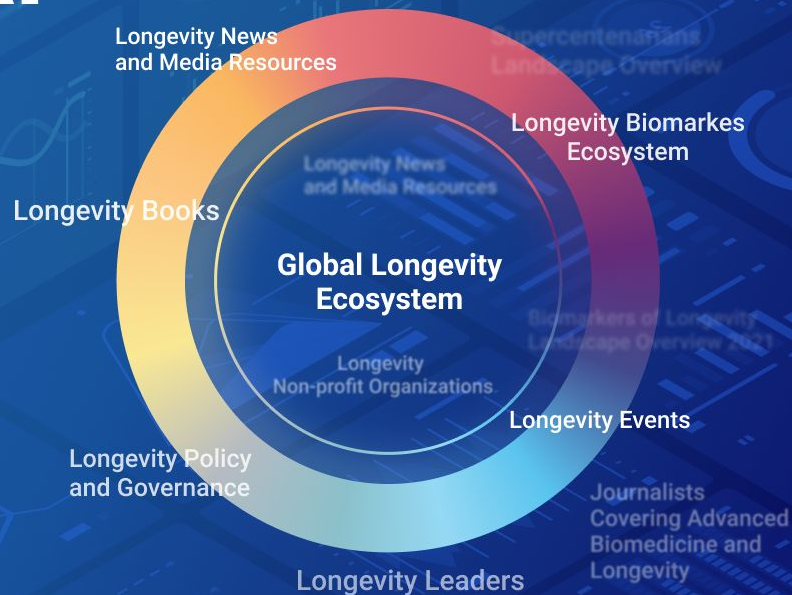 Longevity News
and Media Resources
Supercentenarians
Landscape Overview
Longevity Biomarkes
Ecosystem
Longevity News
and Media Resources
Longevity Books
Global Longevity
Ecosystem
Biomarkers of Longevity
Landscape Overview 2021
Longevity
Non-profit Organizations
Longevity Events
Longevity Policy
and Governance
Journalists
Covering Advanced
Biomedicine and
Longevity
Longevity Leaders